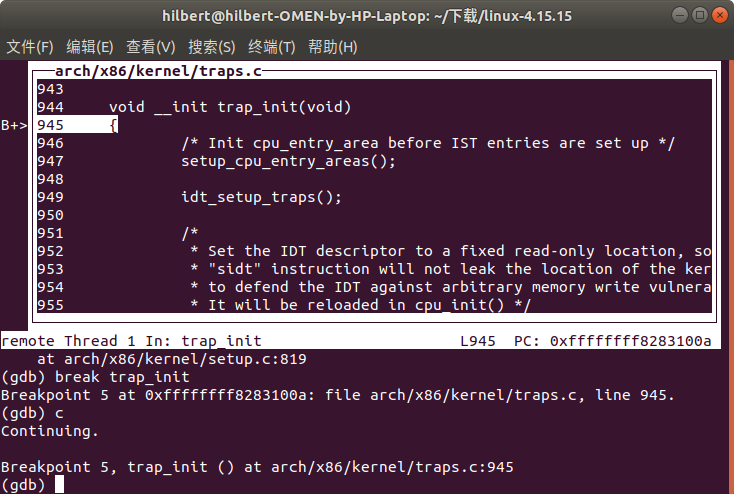 hilbert@hilbert-OMEN-by-HP-Laptop: ~/下载/linux-4.15.15
文件(F) 编辑(E) 查看(V) 搜索(S) 终端(T) 帮助(H)
arch/x86/kernel/traps.c
943
944 void __init trap_init(void)
B+> 945 {
946 /* Init cpu_entry_area before IST entries are set up */
947 setup_cpu_entry_areas();
948
949 idt_setup_traps();
950
951 /*
952 * Set the IDT descriptor to a fixed read-only location, so
953 * "sidt" instruction will not leak the location of the ker
954 * to defend the IDT against arbitrary memory write vulnera
955 * It will be reloaded in cpu_init() */
remote Thread 1 In: trap_init L945 PC: 0xffffffff8283100a
at arch/x86/kernel/setup.c:819
(gdb) break trap_init
Breakpoint 5 at 0xffffffff8283100a: file arch/x86/kernel/traps.c, line 945.
(gdb) c
Continuing.
Breakpoint 5, trap_init () at arch/x86/kernel/traps.c:945
(gdb)